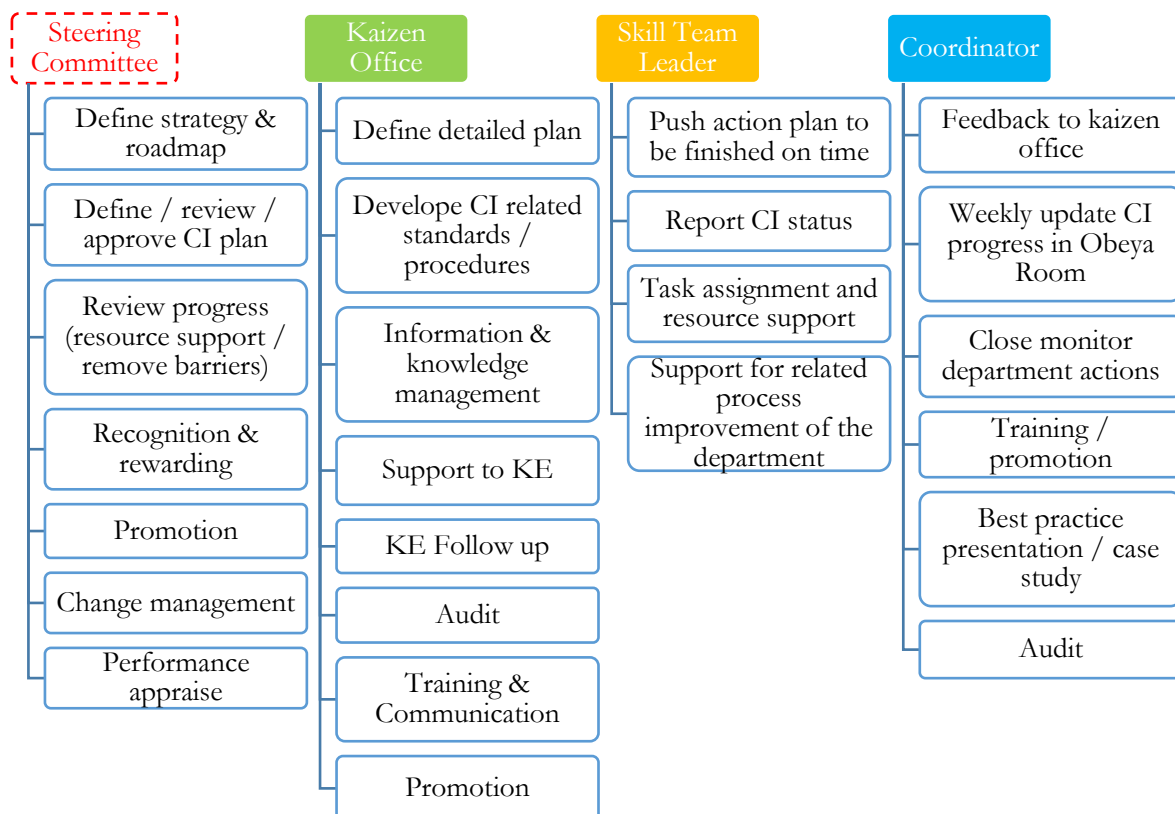 Steering
Committee
Define strategy &
roadmap
Define / review /
approve CI plan
Review progress
(resource support /
remove barriers)
Recognition &
rewarding
Promotion
Change management
Performance
appraise
Kaizen
Office
Define detailed plan
Develope CI related
standards /
procedures
Information &
knowledge
management
Support to KE
KE Follow up
Audit
Training &
Communication
Promotion
Skill Team
Leader
Push action plan to
be finished on time
Report CI status
Task assignment and
resource support
Support for related
process
improvement of the
department
Coordinator
Feedback to kaizen
office
Weekly update CI
progress in Obeya
Room
Close monitor
department actions
Training /
promotion
Best practice
presentation / case
study
Audit